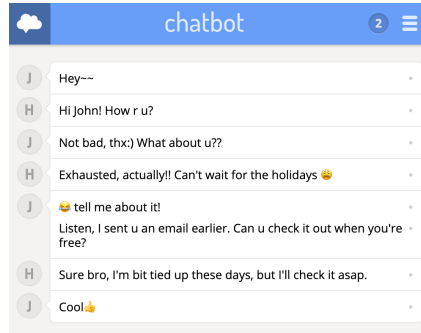 chatbot
2
J
Hey~~
H
Hi John! How r u?
J
Not bad, thx:) What about u??
H
Exhausted, actually!! Can't wait for the holidays 😩
J
😂 tell me about it!
Listen, I sent u an email earlier. Can u check it out when you're
free?
H
Sure bro, I'm bit tied up these days, but I'll check it asap.
J
Cool👍